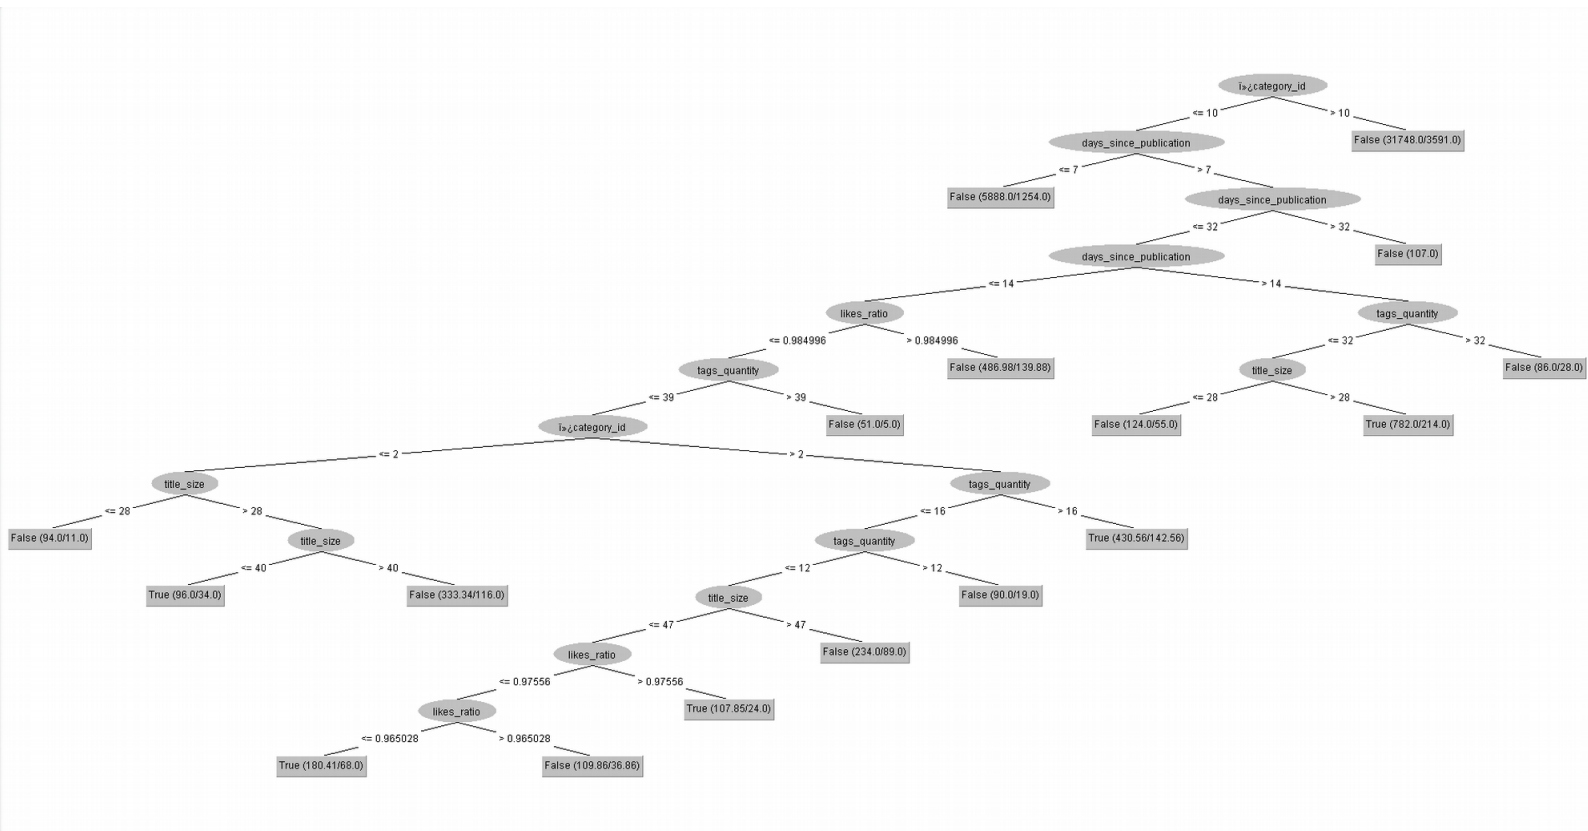 ï»¿category_id
<= 10
> 10
days_since_publication
False (31748.0/3591.0)
<= 7
> 7
False (5888.0/1254.0)
days_since_publication
<= 32
> 32
days_since_publication
False (107.0)
<= 14
> 14
likes_ratio
tags_quantity
<= 0.984996
> 0.984996
<= 32
> 32
tags_quantity
False (486.98/139.88)
title_size
False (86.0/28.0)
<= 39
> 39
<= 28
> 28
ï»¿category_id
False (51.0/5.0)
False (124.0/55.0)
True (782.0/214.0)
<= 2
> 2
title_size
tags_quantity
<= 28
> 28
<= 16
> 16
False (94.0/11.0)
title_size
tags_quantity
True (430.56/142.56)
<= 40
> 40
<= 12
> 12
True (96.0/34.0)
False (333.34/116.0)
title_size
False (90.0/19.0)
<= 47
> 47
likes_ratio
False (234.0/89.0)
<= 0.97556
> 0.97556
likes_ratio
True (107.85/24.0)
<= 0.965028
> 0.965028
True (180.41/68.0)
False (109.86/36.86)